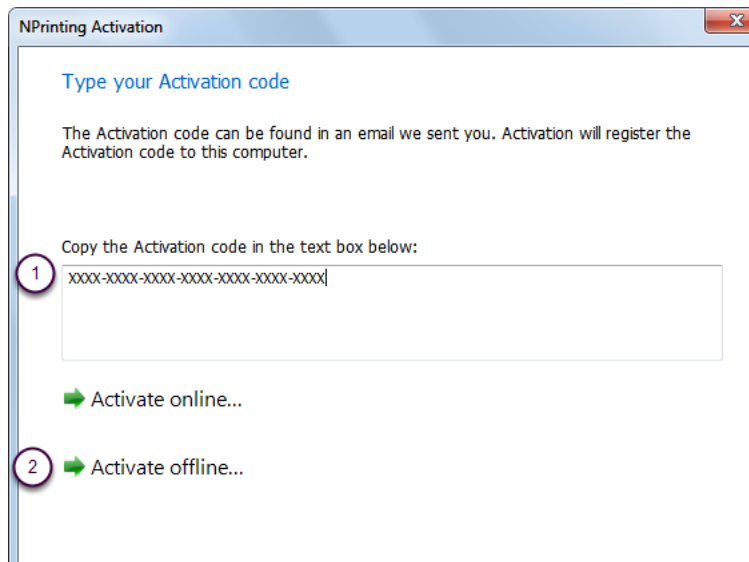 NPrinting Activation
Type your Activation code
The Activation code can be found in an email we sent you. Activation will register the
Activation code to this computer.
Copy the Activation code in the text box below:
1
XXXX-XXXX-XXXX-XXXX-XXXX-XXXX-XXXX
Activate online...
2
Activate offline...